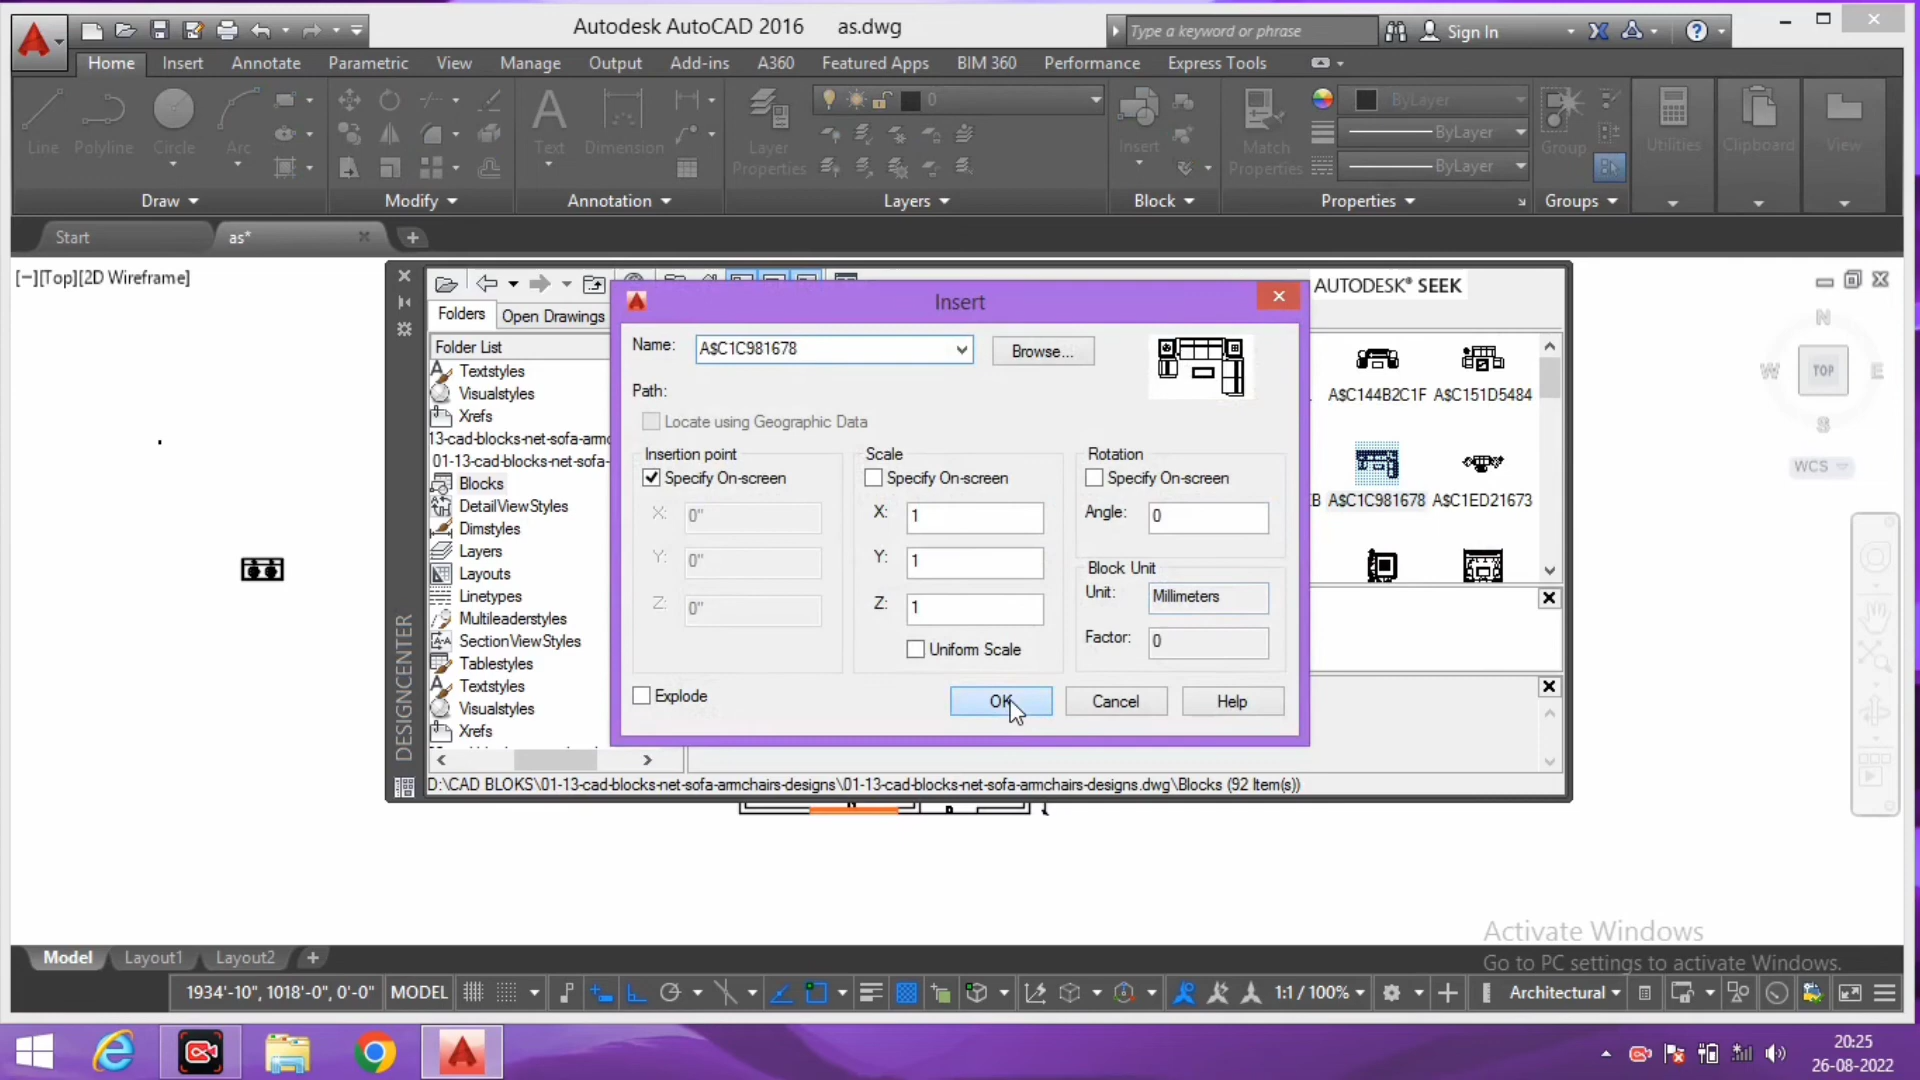 Autodesk AutoCAD 2016 as.dwg
Type a keyword or phrase
Sign In
Home Insert Annotate Parametric View Manage Output Add-ins A360 Featured Apps BIM 360 Performance Express Tools
0
ByLayer
ByLayer
ByLayer
Line Polyline Circle Arc Text Dimension Layer Properties Insert Match Properties Group Utilities Clipboard View
Draw Modify Annotation Layers Block Properties Groups
Start as*
[−][Top][2D Wireframe]
AUTODESK® SEEK
Folders Open Drawings
Folder List
Textstyles
Visualstyles
Xrefs
13-cad-blocks-net-sofa-armc
01-13-cad-blocks-net-sofa-
Blocks
DetailViewStyles
Dimstyles
Layers
Layouts
Linetypes
Multileaderstyles
SectionViewStyles
Tablestyles
Textstyles
Visualstyles
Xrefs
DESIGNCENTER
Insert
Name: A$C1C981678 Browse...
Path:
Locate using Geographic Data
Insertion point
Specify On-screen
X: 0"
Y: 0"
Z: 0"
Scale
Specify On-screen
X: 1
Y: 1
Z: 1
Uniform Scale
Rotation
Specify On-screen
Angle: 0
Block Unit
Unit: Millimeters
Factor: 0
Explode
OK Cancel Help
A$C144B2C1F A$C151D5484
A$C1C981678 A$C1ED21673
D:\CAD BLOKS\01-13-cad-blocks-net-sofa-armchairs-designs\01-13-cad-blocks-net-sofa-armchairs-designs.dwg\Blocks (92 Item(s))
N
W TOP E
S
WCS
Activate Windows
Go to PC settings to activate Windows.
Model Layout1 Layout2
1934'-10", 1018'-0", 0'-0" MODEL 1:1 / 100% Architectural
20:25
26-08-2022